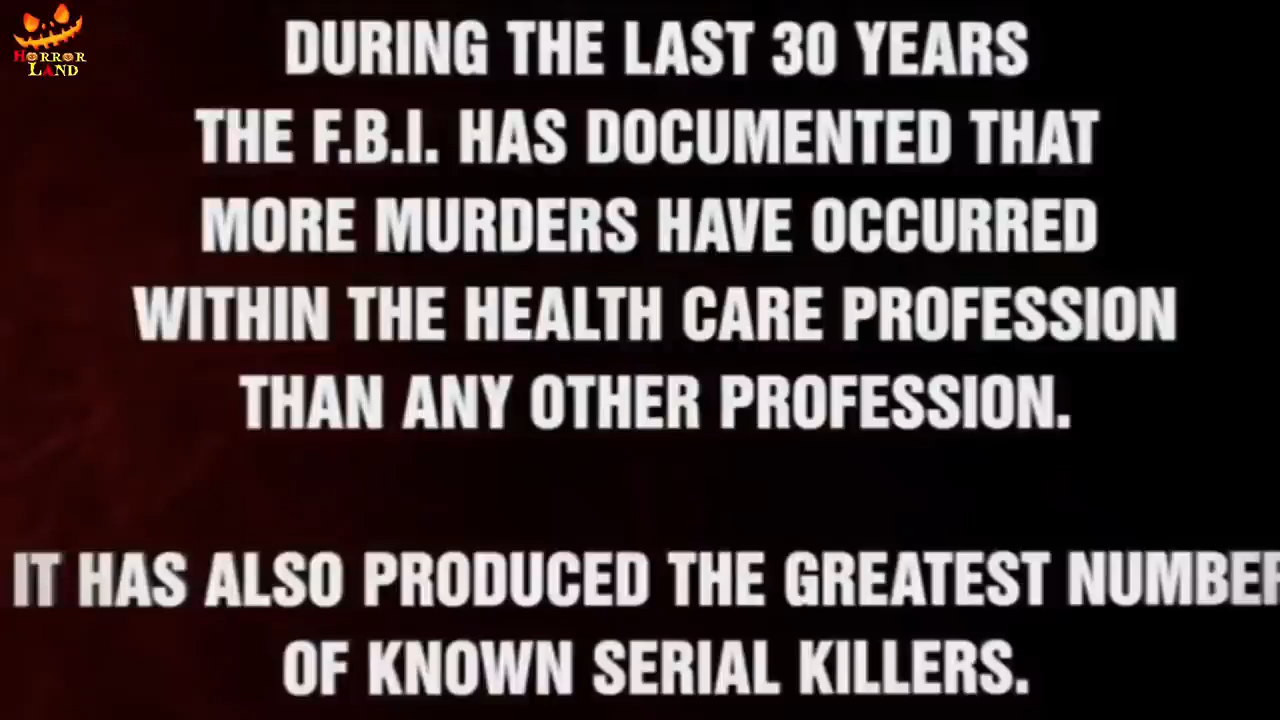 HORROR
LAND
DURING THE LAST 30 YEARS
THE F.B.I. HAS DOCUMENTED THAT
MORE MURDERS HAVE OCCURRED
WITHIN THE HEALTH CARE PROFESSION
THAN ANY OTHER PROFESSION.
IT HAS ALSO PRODUCED THE GREATEST NUMBER
OF KNOWN SERIAL KILLERS.